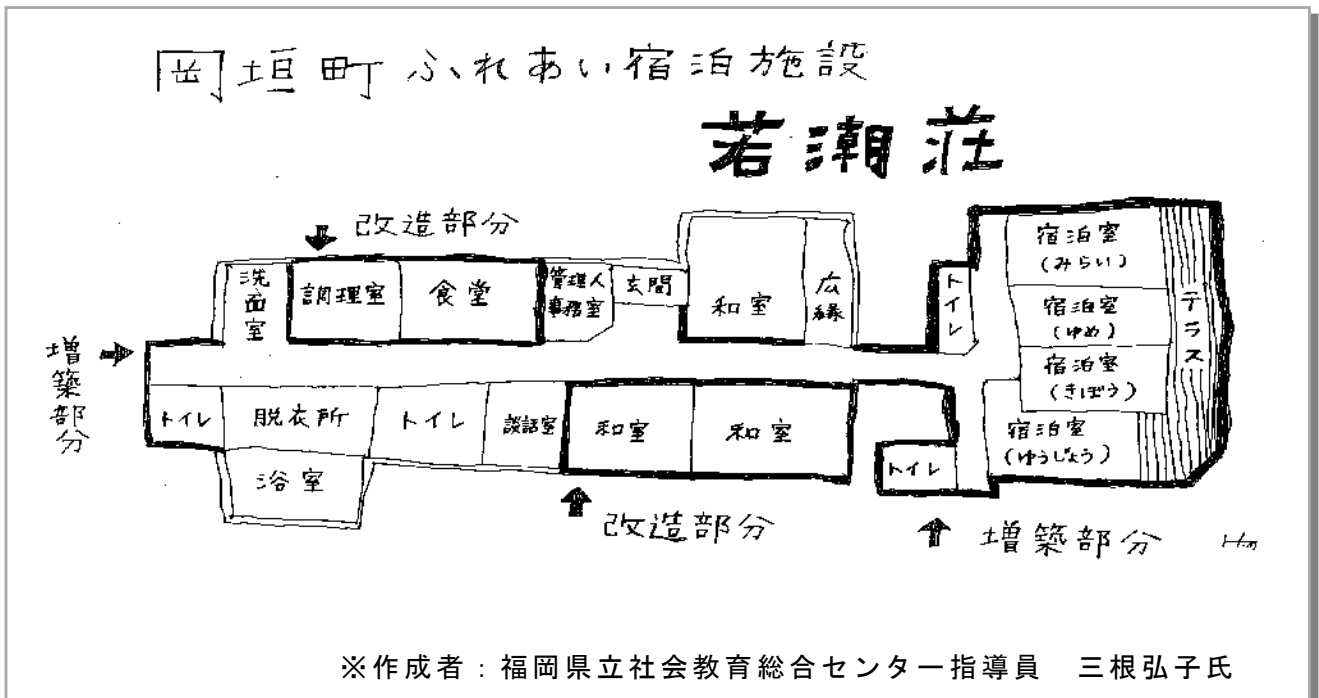 岡垣町ふれあい宿泊施設
若潮荘
改造部分
洗面室
調理室
食堂
管理人
事務室
玄関
和室
広縁
トイレ
宿泊室
(みらい)
宿泊室
(ゆめ)
宿泊室
(きぼう)
宿泊室
(ゆうじょう)
テラス
増築部分
トイレ
脱衣所
トイレ
談話室
和室
和室
トイレ
浴室
改造部分
増築部分
※作成者：福岡県立社会教育総合センター指導員　三根弘子氏